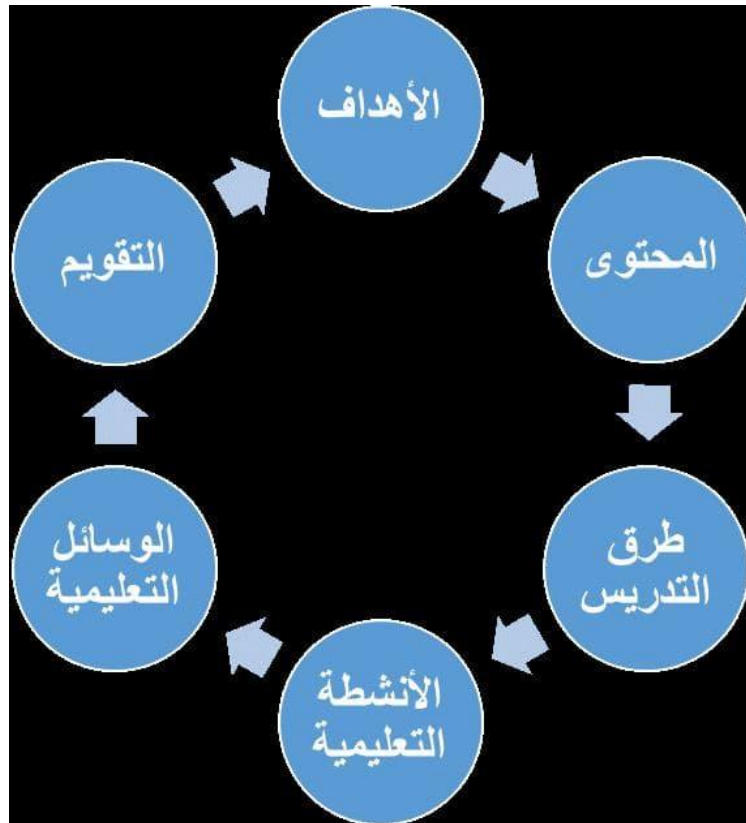 الأهداف
المحتوى
طرق
التدريس
الأنشطة
التعليمية
الوسائل
التعليمية
التقويم